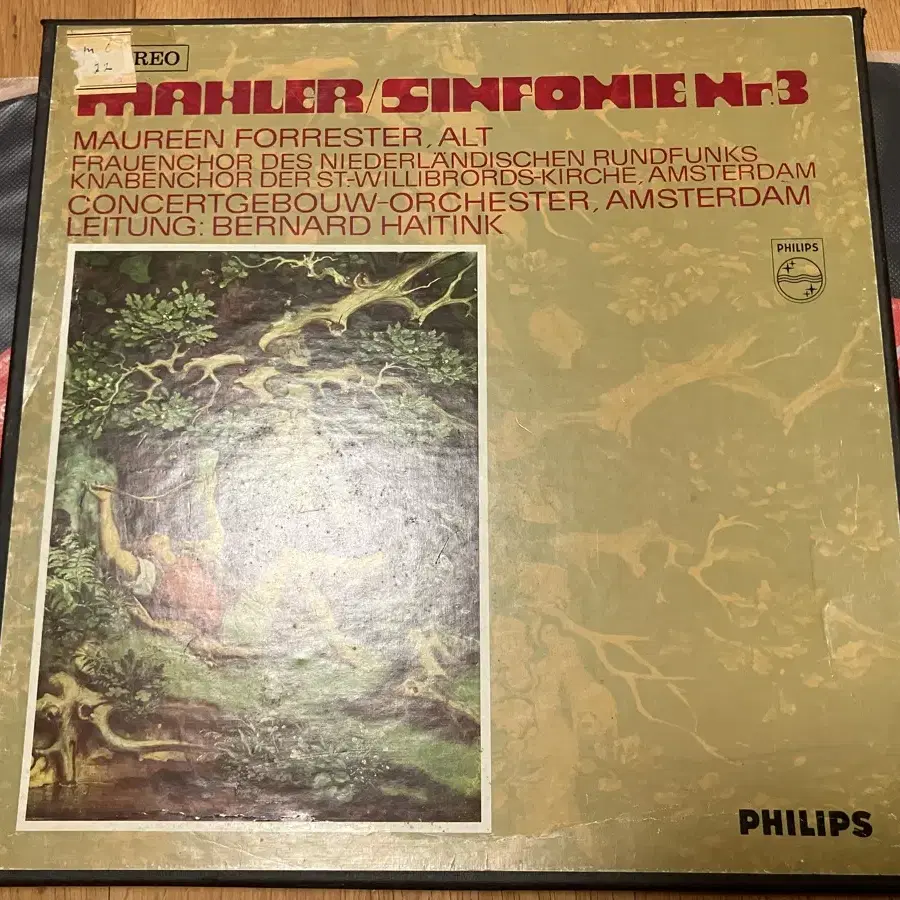 REO
MAHLER/SINFONIE Nr.3
MAUREEN FORRESTER, ALT
FRAUENCHOR DES NIEDERLÄNDISCHEN RUNDFUNKS
KNABENCHOR DER ST.-WILLIBRORDS-KIRCHE, AMSTERDAM
CONCERTGEBOUW-ORCHESTER, AMSTERDAM
LEITUNG: BERNARD HAITINK
PHILIPS
PHILIPS